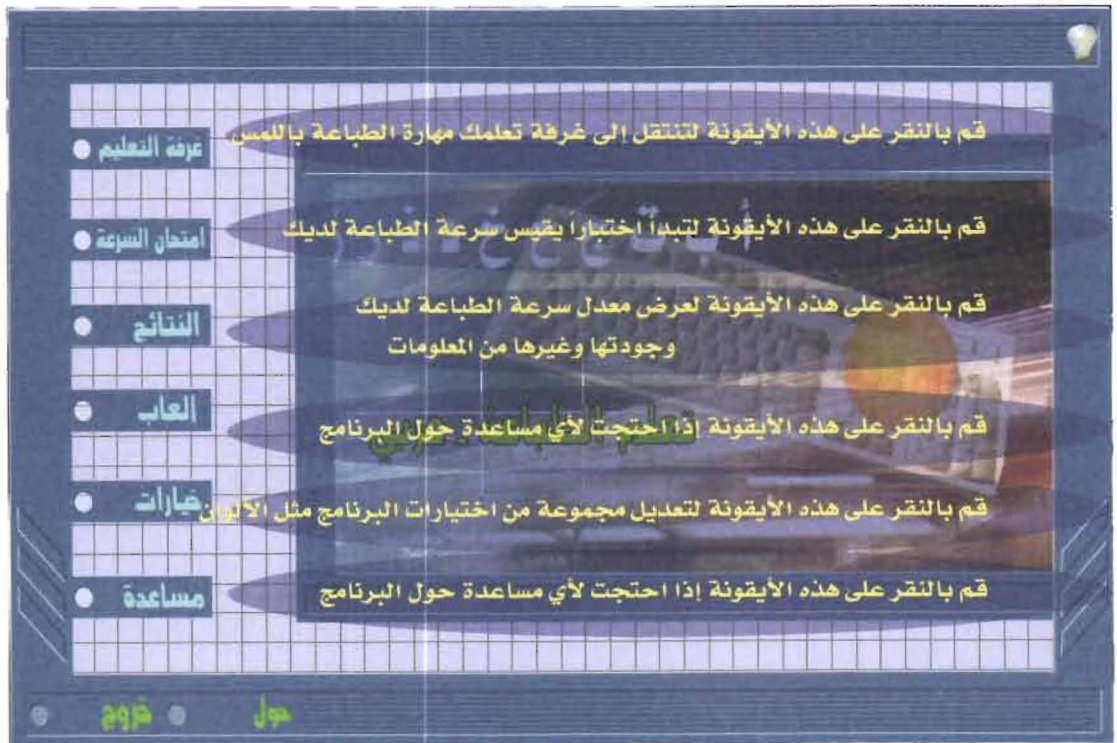 قم بالنقر على هذه الأيقونة لتنتقل إلى غرفة تعلمك مهارة الطباعة باللمس
غرفة التعليم
أ ب ت ج ح خ د ذ ر ز
قم بالنقر على هذه الأيقونة لتبدأ اختباراً يقيس سرعة الطباعة لديك
امتحان السرعة
قم بالنقر على هذه الأيقونة لعرض معدل سرعة الطباعة لديك
وجودتها وغيرها من المعلومات
النتائج
قم بالنقر على هذه الأيقونة إذا احتجت لأي مساعدة حول البرنامج
العاب
تعلم الطباعة
قم بالنقر على هذه الأيقونة لتعديل مجموعة من اختيارات البرنامج مثل الألوان
خيارات
قم بالنقر على هذه الأيقونة إذا احتجت لأي مساعدة حول البرنامج
مساعدة
حول
خروج